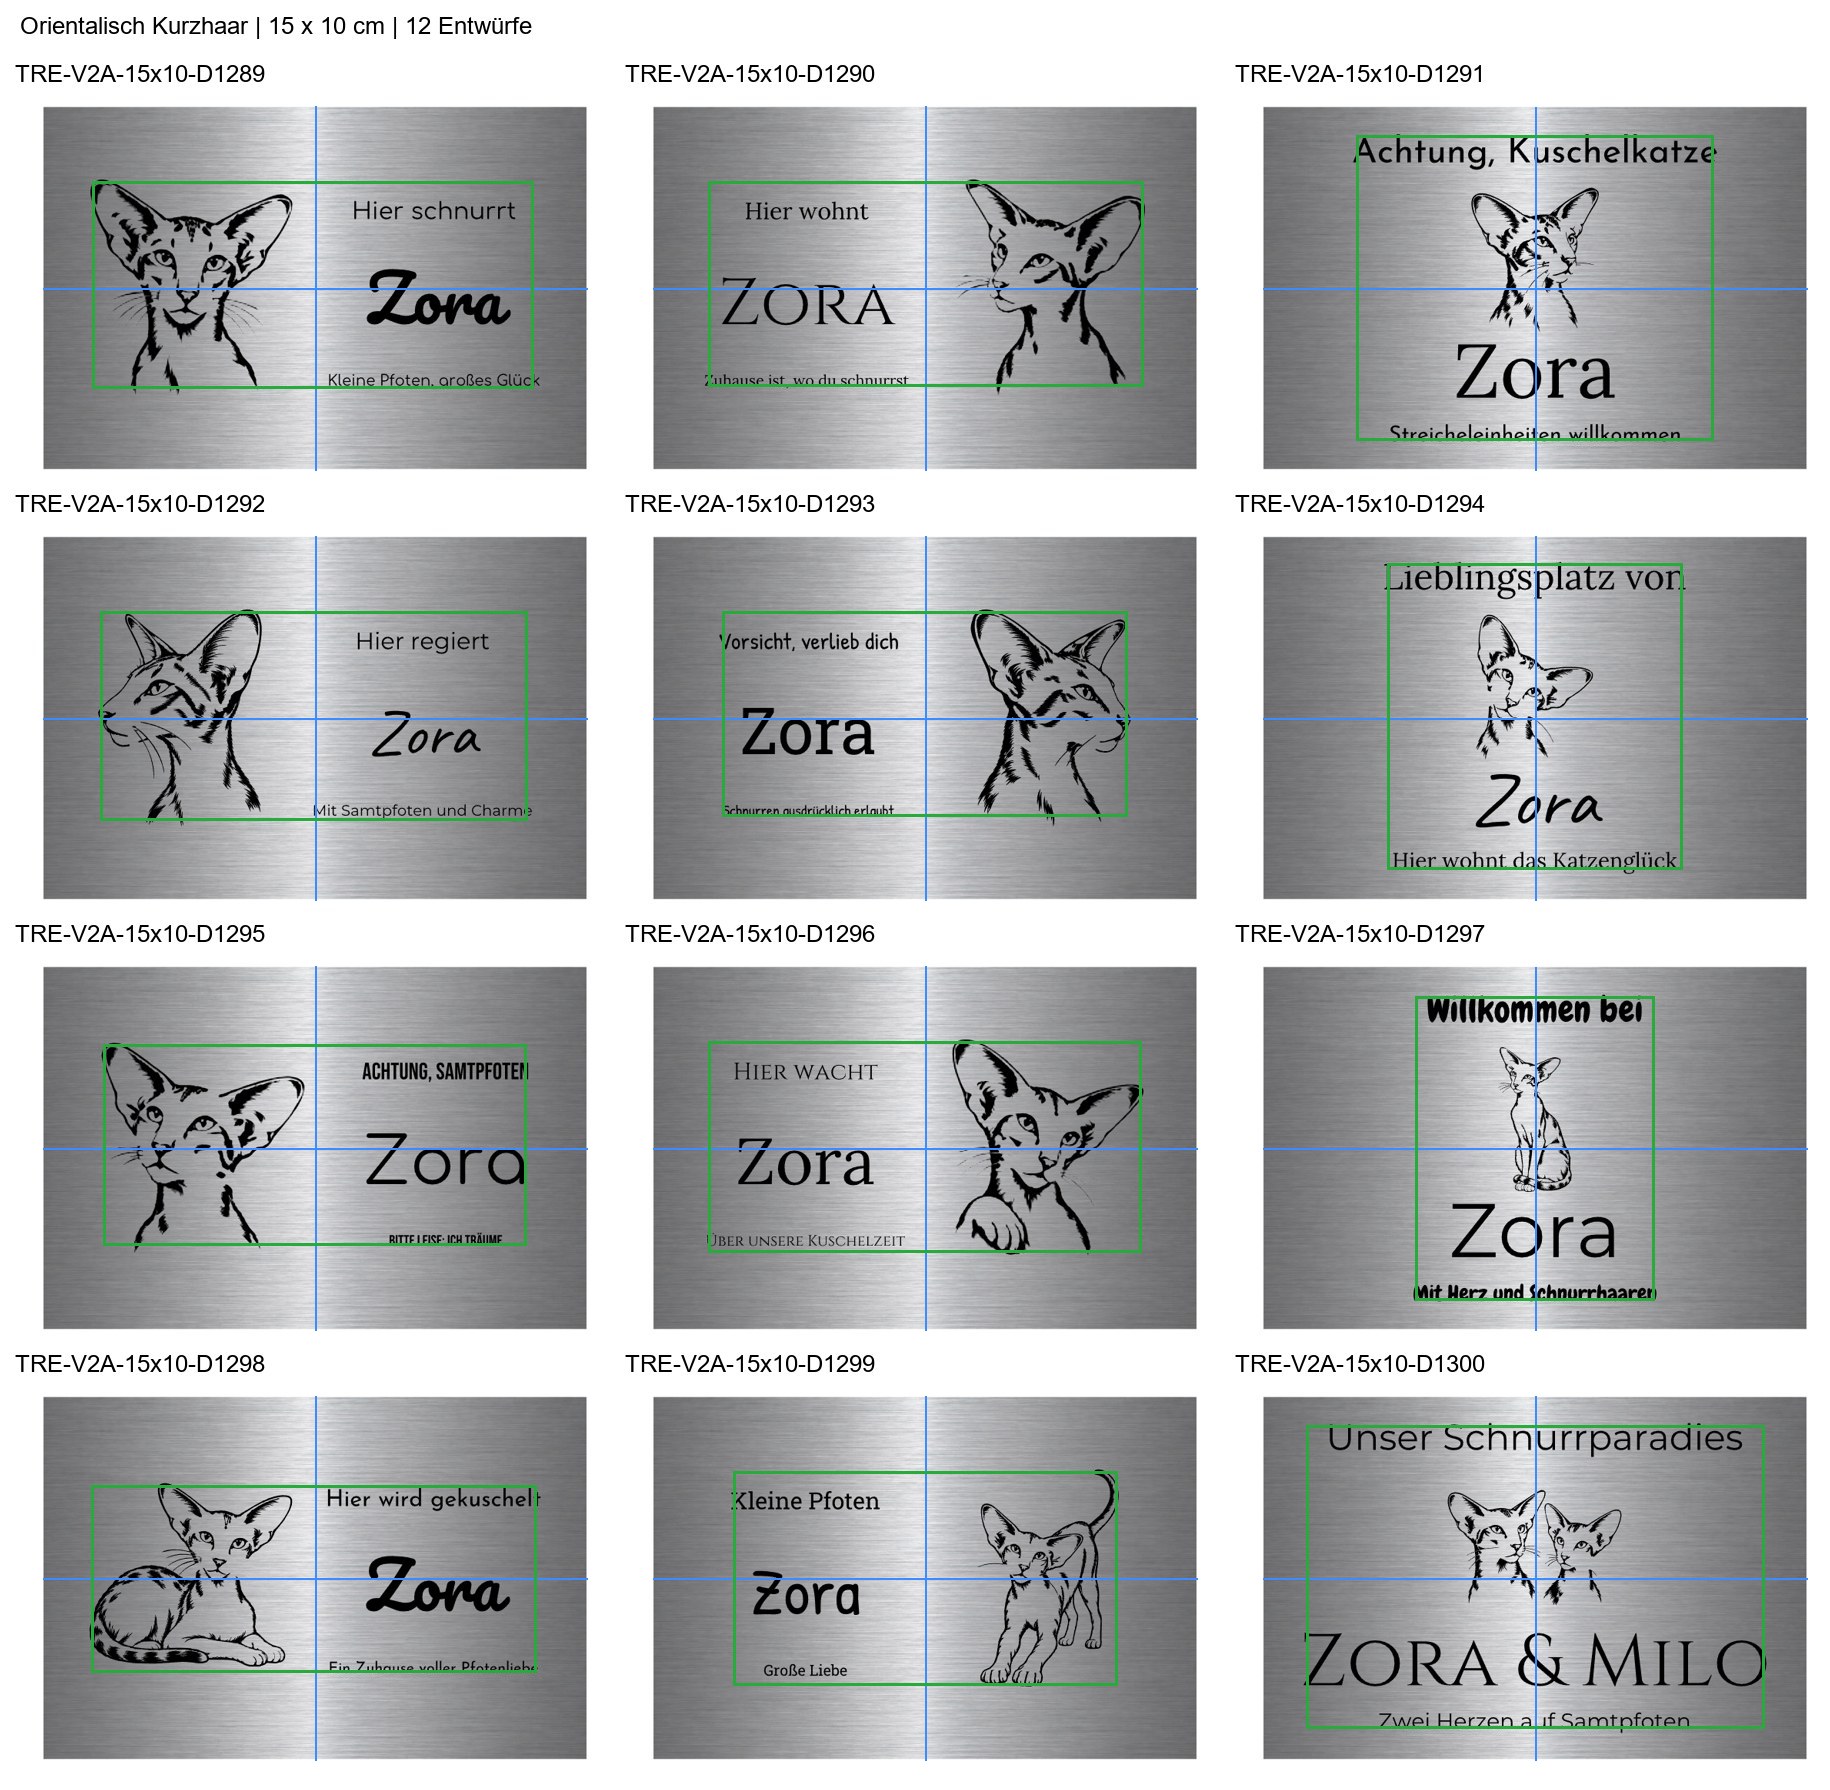 Orientalisch Kurzhaar | 15 x 10 cm | 12 Entwürfe
TRE-V2A-15x10-D1289
Hier schnurrt
Zora
Kleine Pfoten, großes Glück
TRE-V2A-15x10-D1290
Hier wohnt
ZORA
Zuhause ist, wo du schnurrst
TRE-V2A-15x10-D1291
Achtung, Kuschelkatze
Zora
Streicheleinheiten willkommen
TRE-V2A-15x10-D1292
Hier regiert
Zora
Mit Samtpfoten und Charme
TRE-V2A-15x10-D1293
Vorsicht, verlieb dich
Zora
Schnurren ausdrücklich erlaubt
TRE-V2A-15x10-D1294
Lieblingsplatz von
Zora
Hier wohnt das Katzenglück
TRE-V2A-15x10-D1295
ACHTUNG, SAMTPFOTEN
Zora
BITTE LEISE: ICH TRÄUME
TRE-V2A-15x10-D1296
HIER WACHT
Zora
ÜBER UNSERE KUSCHELZEIT
TRE-V2A-15x10-D1297
Willkommen bei
Zora
Mit Herz und Schnurrhaaren
TRE-V2A-15x10-D1298
Hier wird gekuschelt
Zora
Ein Zuhause voller Pfotenliebe
TRE-V2A-15x10-D1299
Kleine Pfoten
Zora
Große Liebe
TRE-V2A-15x10-D1300
Unser Schnurrparadies
ZORA & MILO
Zwei Herzen auf Samtpfoten